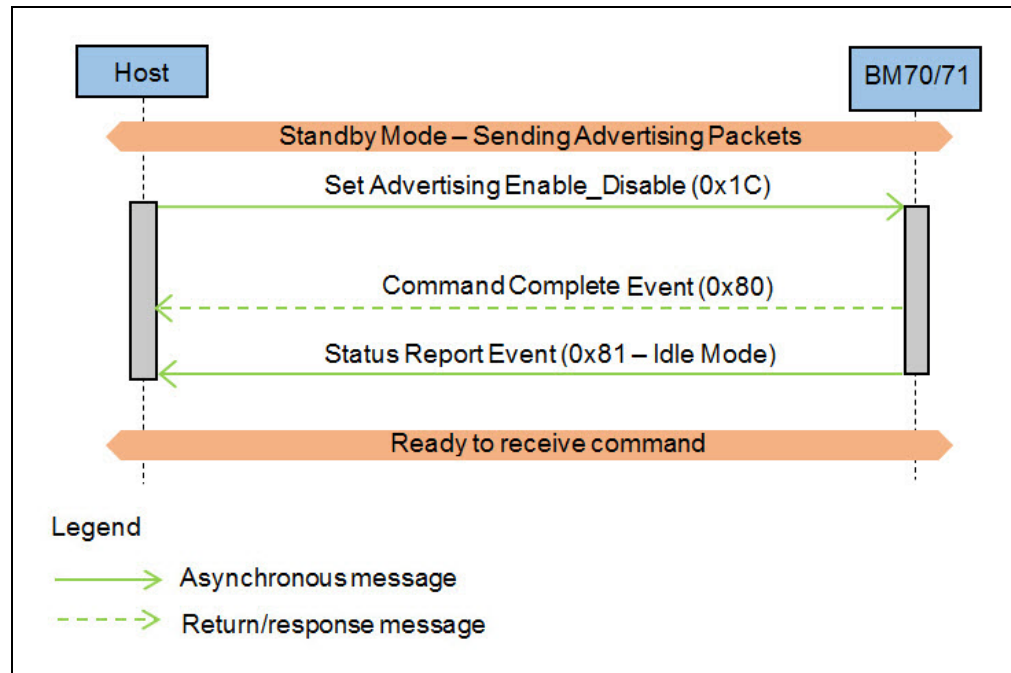 Host
BM70/71
Standby Mode – Sending Advertising Packets
Set Advertising Enable_Disable (0x1C)
Command Complete Event (0x80)
Status Report Event (0x81 – Idle Mode)
Ready to receive command
Legend
Asynchronous message
Return/response message